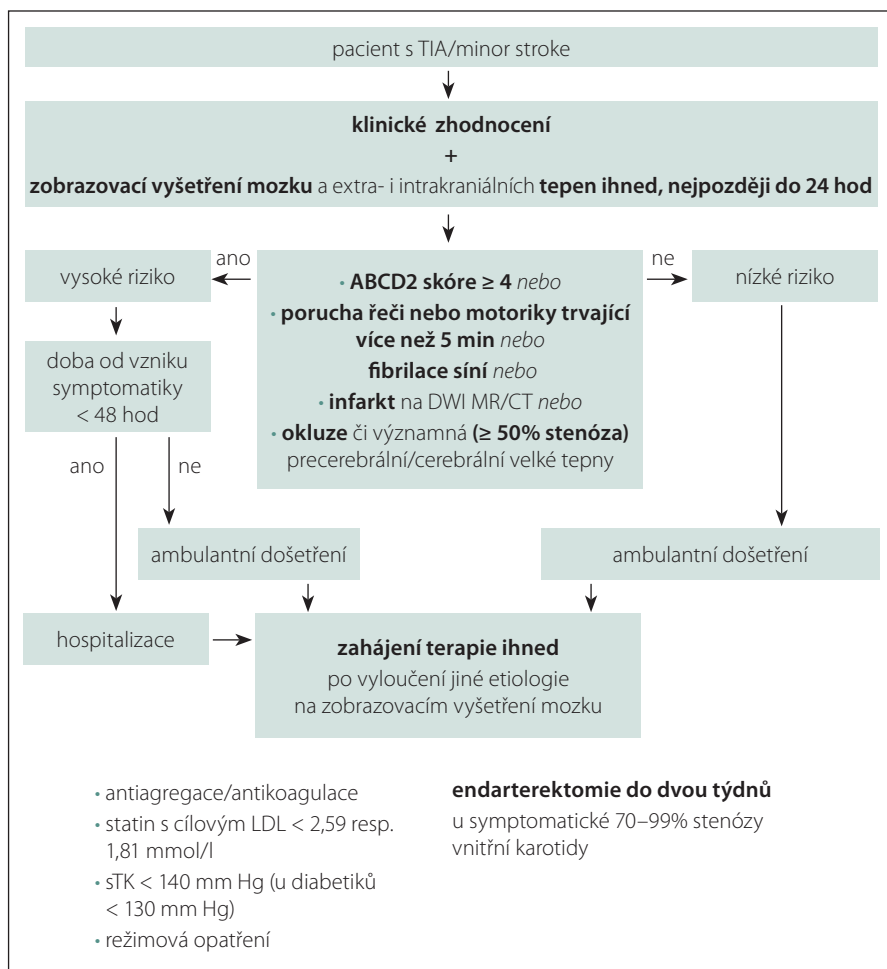 pacient s TIA/minor stroke
klinické zhodnocení
+
zobrazovací vyšetření mozku a extra- i intrakraniálních tepen ihned, nejpozději do 24 hod
ano
ne
vysoké riziko
• ABCD2 skóre ≥ 4 nebo
• porucha řeči nebo motoriky trvající
více než 5 min nebo
fibrilace síní nebo
• infarkt na DWI MR/CT nebo
• okluze či významná (≥ 50% stenóza)
precerebrální/cerebrální velké tepny
nízké riziko
doba od vzniku
symptomatiky
< 48 hod
ano
ne
ambulantní došetření
ambulantní došetření
hospitalizace
zahájení terapie ihned
po vyloučení jiné etiologie
na zobrazovacím vyšetření mozku
• antiagregace/antikoagulace
• statin s cílovým LDL < 2,59 resp.
1,81 mmol/l
• sTK < 140 mm Hg (u diabetiků
< 130 mm Hg)
• režimová opatření
endarterektomie do dvou týdnů
u symptomatické 70–99% stenózy
vnitřní karotidy